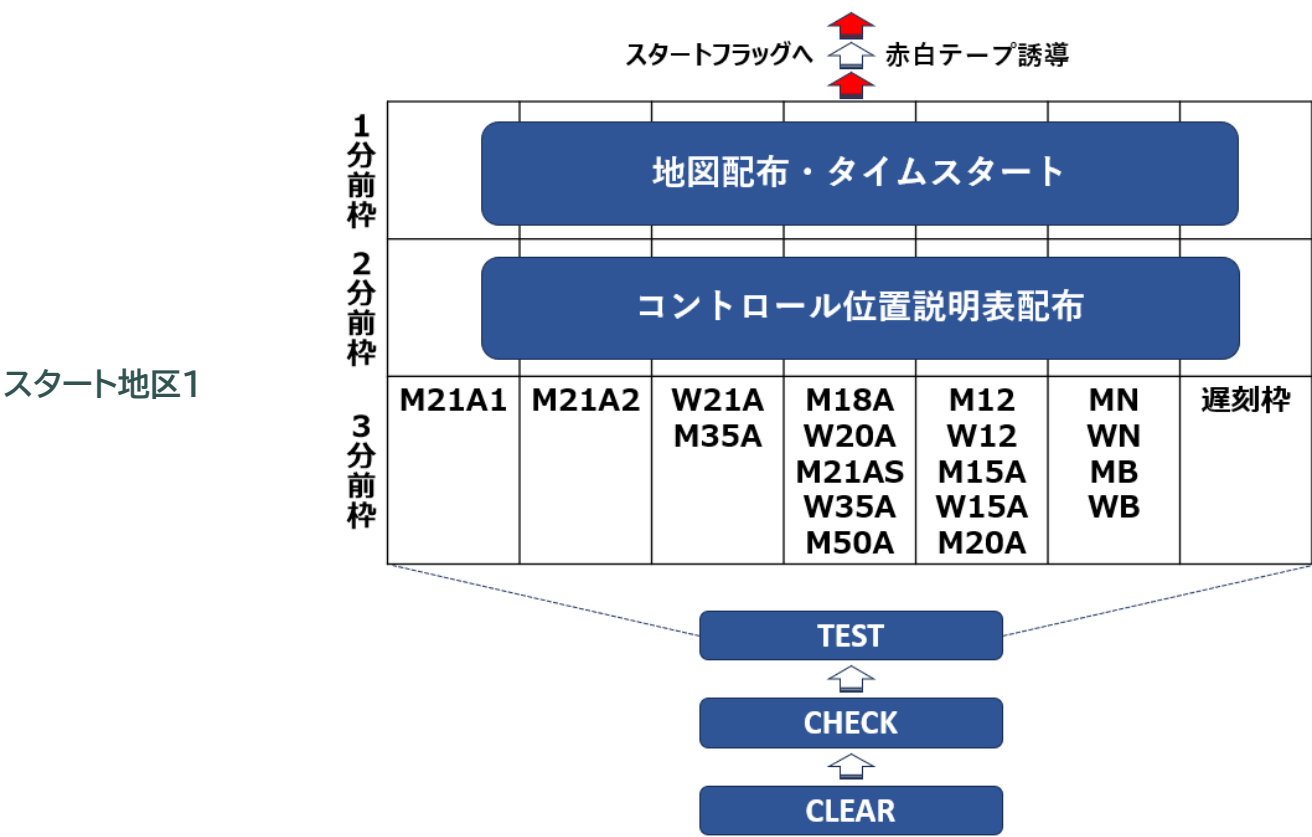 スタートフラッグへ 赤白テープ誘導
1分前枠
地図配布・タイムスタート
2分前枠
コントロール位置説明表配布
スタート地区1
3分前枠
M21A1
M21A2
W21A
M35A
M18A
W20A
M21AS
W35A
M50A
M12
W12
M15A
W15A
M20A
MN
WN
MB
WB
遅刻枠
TEST
CHECK
CLEAR